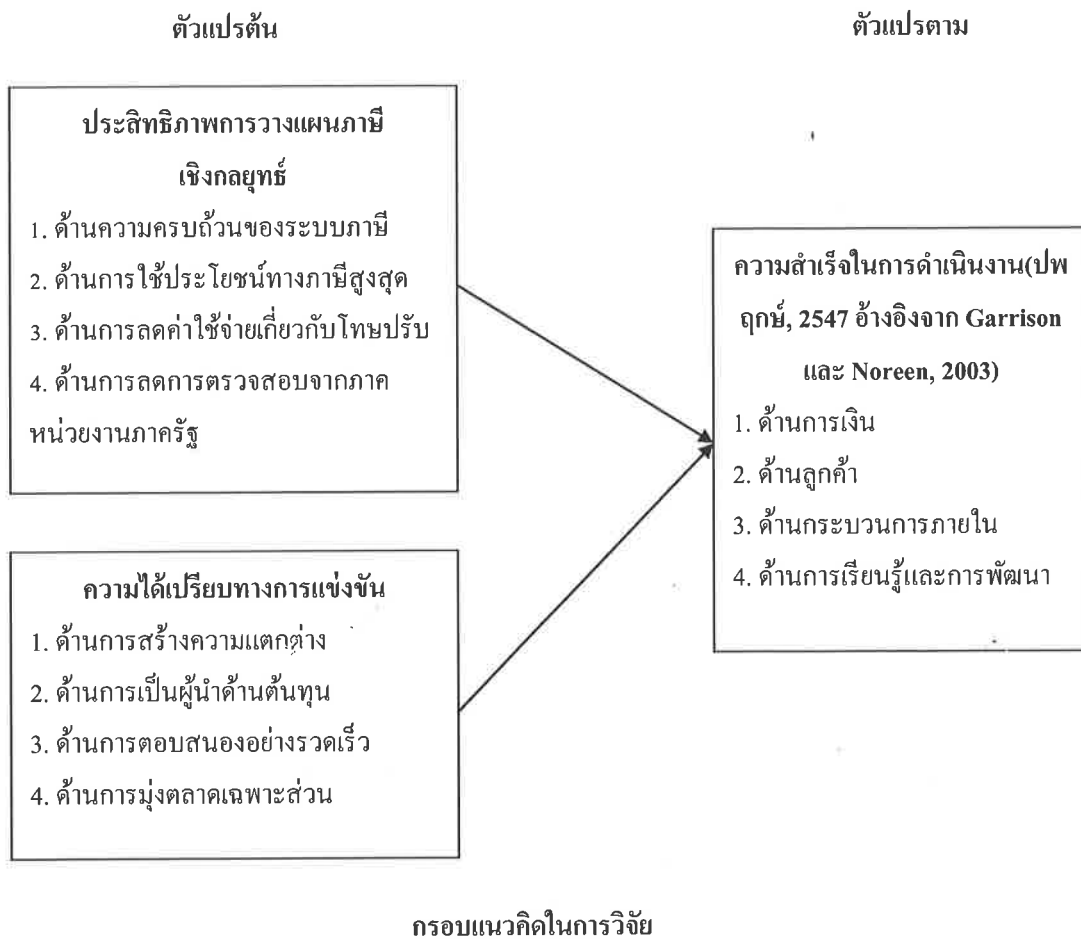 ตัวแปรต้น
ตัวแปรตาม
ประสิทธิภาพการวางแผนภาษี
เชิงกลยุทธ์
1. ด้านความครบถ้วนของระบบภาษี
2. ด้านการใช้ประโยชน์ทางภาษีสูงสุด
3. ด้านการลดค่าใช้จ่ายเกี่ยวกับโทษปรับ
4. ด้านการลดการตรวจสอบจากภาค
หน่วยงานภาครัฐ
ความสำเร็จในการดำเนินงาน(ปพ
ฤกษ์, 2547 อ้างอิงจาก Garrison
และ Noreen, 2003)
1. ด้านการเงิน
2. ด้านลูกค้า
3. ด้านกระบวนการภายใน
4. ด้านการเรียนรู้และการพัฒนา
ความได้เปรียบทางการแข่งขัน
1. ด้านการสร้างความแตกต่าง
2. ด้านการเป็นผู้นำด้านต้นทุน
3. ด้านการตอบสนองอย่างรวดเร็ว
4. ด้านการมุ่งตลาดเฉพาะส่วน
กรอบแนวคิดในการวิจัย